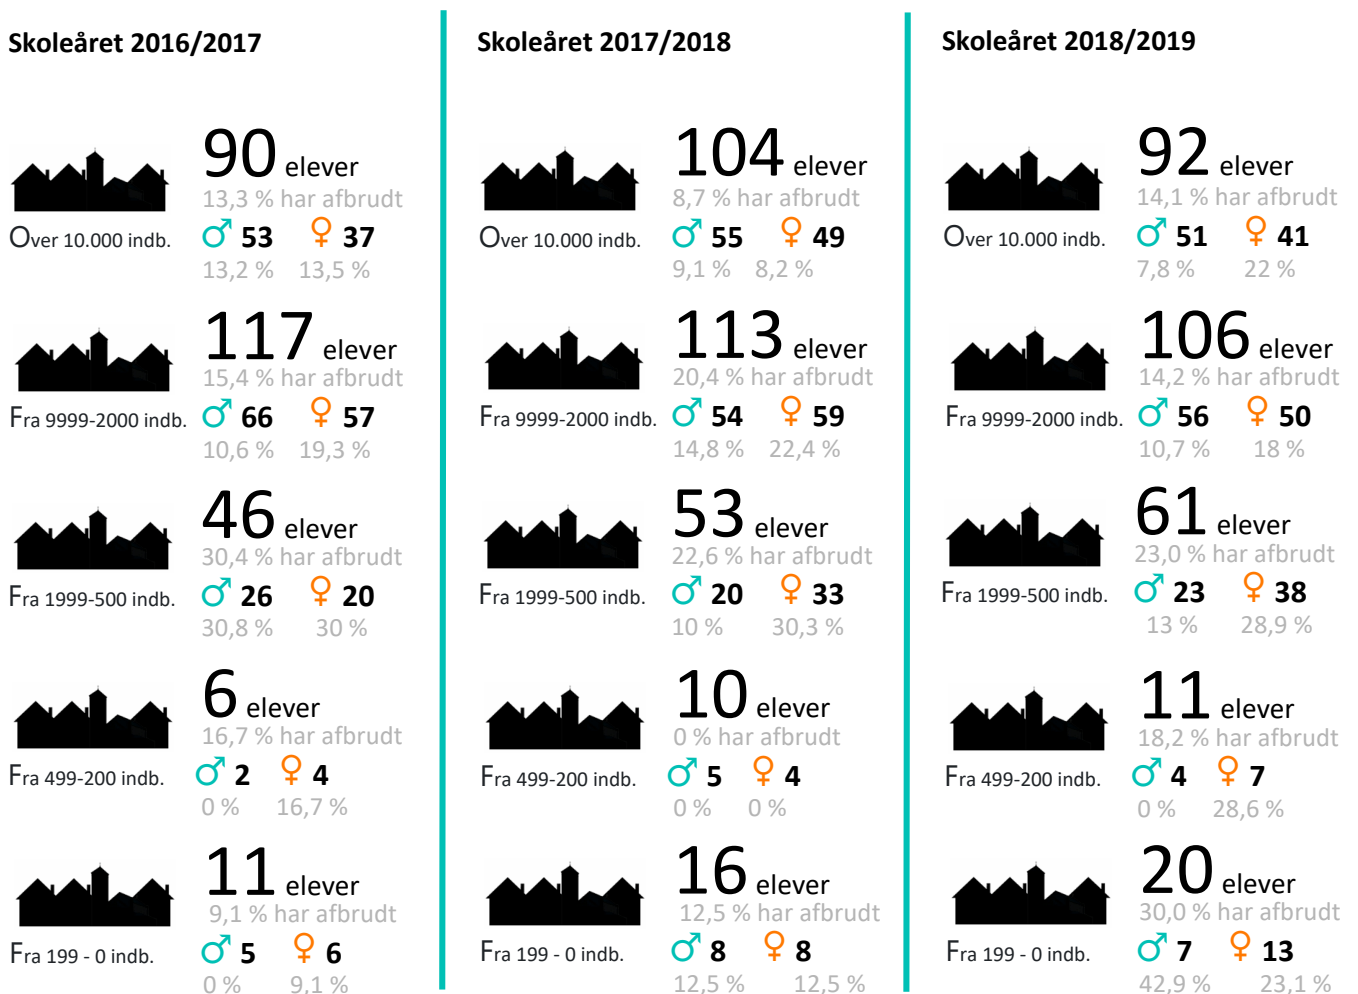 Skoleåret 2016/2017
90 elever
13,3 % har afbrudt
Over 10.000 indb.
♂ 53 ♀ 37
13,2 % 13,5 %
117 elever
15,4 % har afbrudt
Fra 9999-2000 indb.
♂ 66 ♀ 57
10,6 % 19,3 %
46 elever
30,4 % har afbrudt
Fra 1999-500 indb.
♂ 26 ♀ 20
30,8 % 30 %
6 elever
16,7 % har afbrudt
Fra 499-200 indb.
♂ 2 ♀ 4
0 % 16,7 %
11 elever
9,1 % har afbrudt
Fra 199 - 0 indb.
♂ 5 ♀ 6
0 % 9,1 %
Skoleåret 2017/2018
104 elever
8,7 % har afbrudt
Over 10.000 indb.
♂ 55 ♀ 49
9,1 % 8,2 %
113 elever
20,4 % har afbrudt
Fra 9999-2000 indb.
♂ 54 ♀ 59
14,8 % 22,4 %
53 elever
22,6 % har afbrudt
Fra 1999-500 indb.
♂ 20 ♀ 33
10 % 30,3 %
10 elever
0 % har afbrudt
Fra 499-200 indb.
♂ 5 ♀ 4
0 % 0 %
16 elever
12,5 % har afbrudt
Fra 199 - 0 indb.
♂ 8 ♀ 8
12,5 % 12,5 %
Skoleåret 2018/2019
92 elever
14,1 % har afbrudt
Over 10.000 indb.
♂ 51 ♀ 41
7,8 % 22 %
106 elever
14,2 % har afbrudt
Fra 9999-2000 indb.
♂ 56 ♀ 50
10,7 % 18 %
61 elever
23,0 % har afbrudt
Fra 1999-500 indb.
♂ 23 ♀ 38
13 % 28,9 %
11 elever
18,2 % har afbrudt
Fra 499-200 indb.
♂ 4 ♀ 7
0 % 28,6 %
20 elever
30,0 % har afbrudt
Fra 199 - 0 indb.
♂ 7 ♀ 13
42,9 % 23,1 %